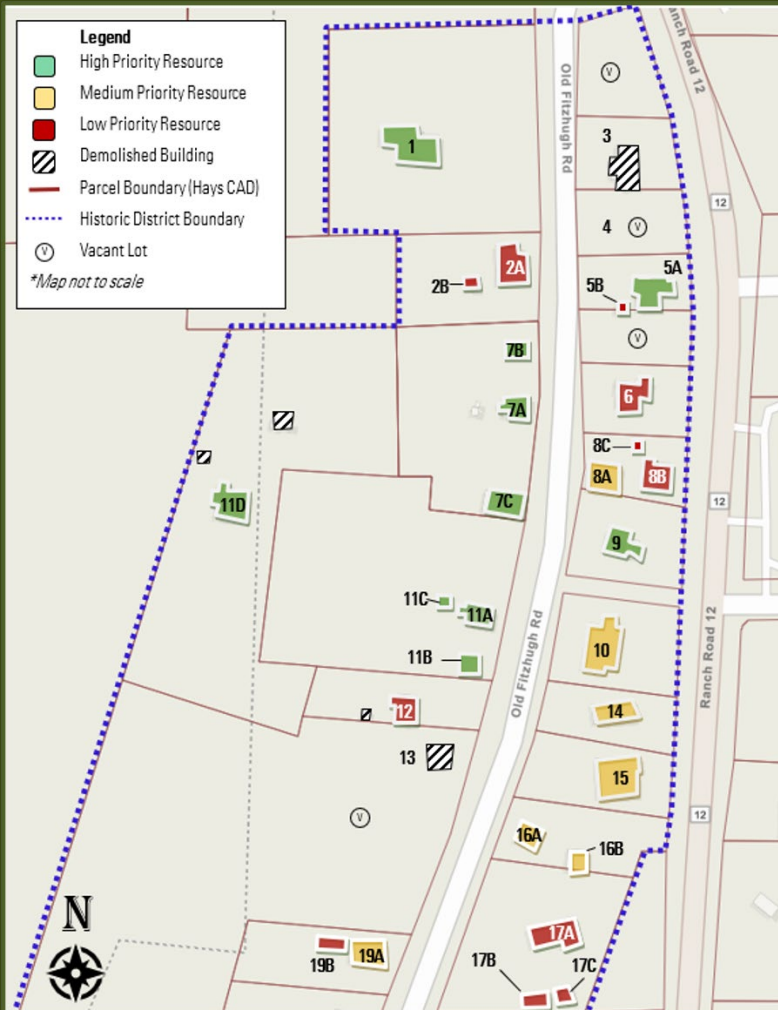 Legend
High Priority Resource
Medium Priority Resource
Low Priority Resource
Demolished Building
Parcel Boundary (Hays CAD)
Historic District Boundary
V Vacant Lot
*Map not to scale
Ranch Road 12
Old Fitzhugh Rd
V
3
1
12
4 V
2A
2B
5A
5B
V
7B
6
7A
8C
8A
8B
12
7C
11D
9
11C
11A
Old Fitzhugh Rd
Ranch Road 12
10
11B
12
14
13
15
V
12
16A
16B
N
17A
19A
19B
17B
17C